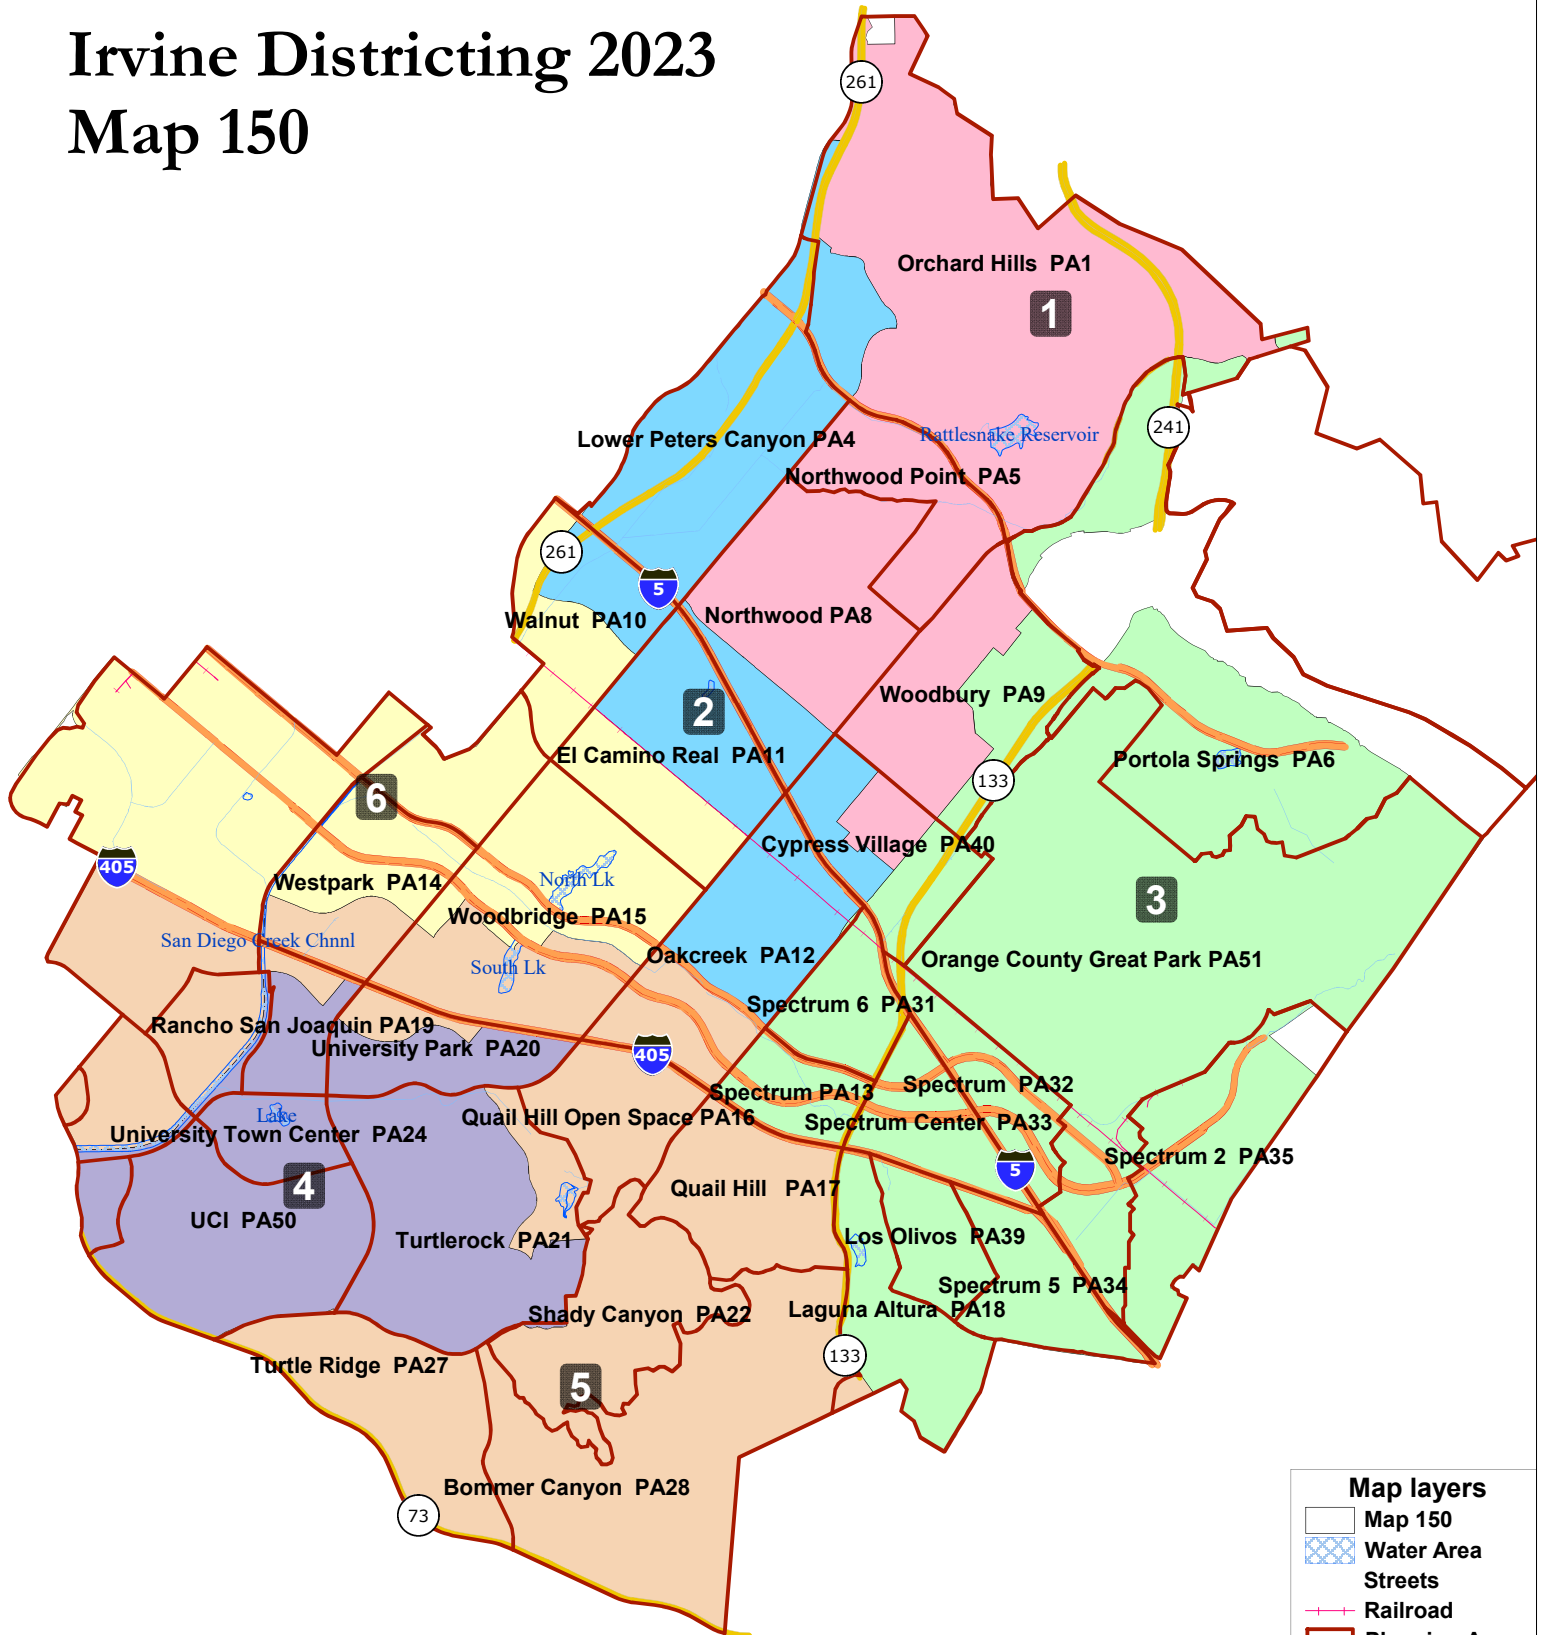 Irvine Districting 2023
Map 150
261
Orchard Hills PA1
1
241
Rattlesnake Reservoir
Lower Peters Canyon PA4
Northwood Point PA5
261
5
Walnut PA10
Northwood PA8
Woodbury PA9
2
El Camino Real PA11
Portola Springs PA6
133
6
Cypress Village PA40
405
Westpark PA14
North Lk
Woodbridge PA15
3
San Diego Creek Chnnl
Oakcreek PA12
Orange County Great Park PA51
South Lk
Spectrum 6 PA31
Rancho San Joaquin PA19
University Park PA20
405
Spectrum PA13
Spectrum PA32
Lake
Quail Hill Open Space PA16
Spectrum Center PA33
University Town Center PA24
Spectrum 2 PA35
5
4
Quail Hill PA17
UCI PA50
Turtlerock PA21
Los Olivos PA39
Spectrum 5 PA34
Shady Canyon PA22
Laguna Altura PA18
133
Turtle Ridge PA27
5
Bommer Canyon PA28
73
Map layers
Map 150
Water Area
Streets
Railroad